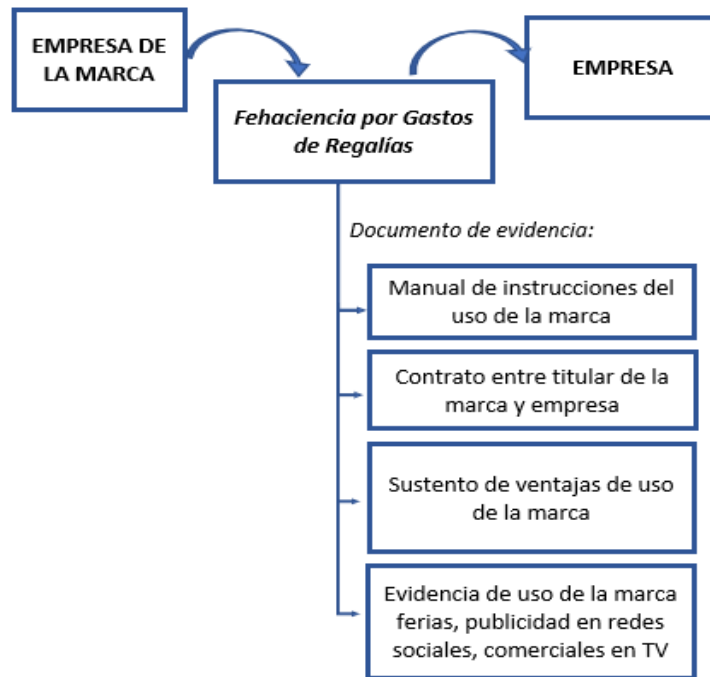 EMPRESA DE
LA MARCA
EMPRESA
Fehaciencia por Gastos
de Regalías
Documento de evidencia:
Manual de instrucciones del
uso de la marca
Contrato entre titular de la
marca y empresa
Sustento de ventajas de uso
de la marca
Evidencia de uso de la marca
ferias, publicidad en redes
sociales, comerciales en TV